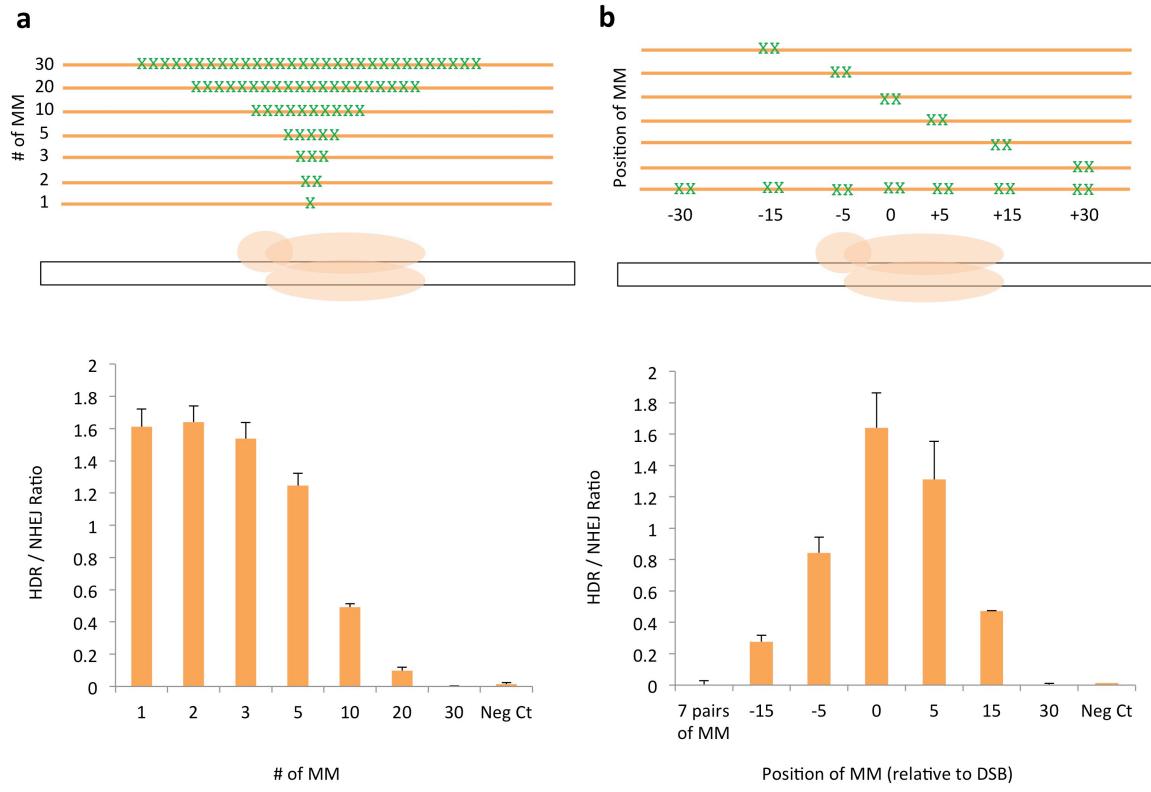 a
# of MM
30
XXXXXXXXXXXXXXXXXXXXXXXXXXXXXX
20
XXXXXXXXXXXXXXXXXXXX
10
XXXXXXXXXX
5
XXXXX
3
XXX
2
XX
1
X
HDR / NHEJ Ratio
2
1.8
1.6
1.4
1.2
1
0.8
0.6
0.4
0.2
0
1 2 3 5 10 20 30 Neg Ct
# of MM
b
Position of MM
XX
XX
XX
XX
XX
XX
XX XX XX XX XX XX XX
-30 -15 -5 0 +5 +15 +30
HDR / NHEJ Ratio
2
1.8
1.6
1.4
1.2
1
0.8
0.6
0.4
0.2
0
7 pairs of MM -15 -5 0 5 15 30 Neg Ct
Position of MM (relative to DSB)